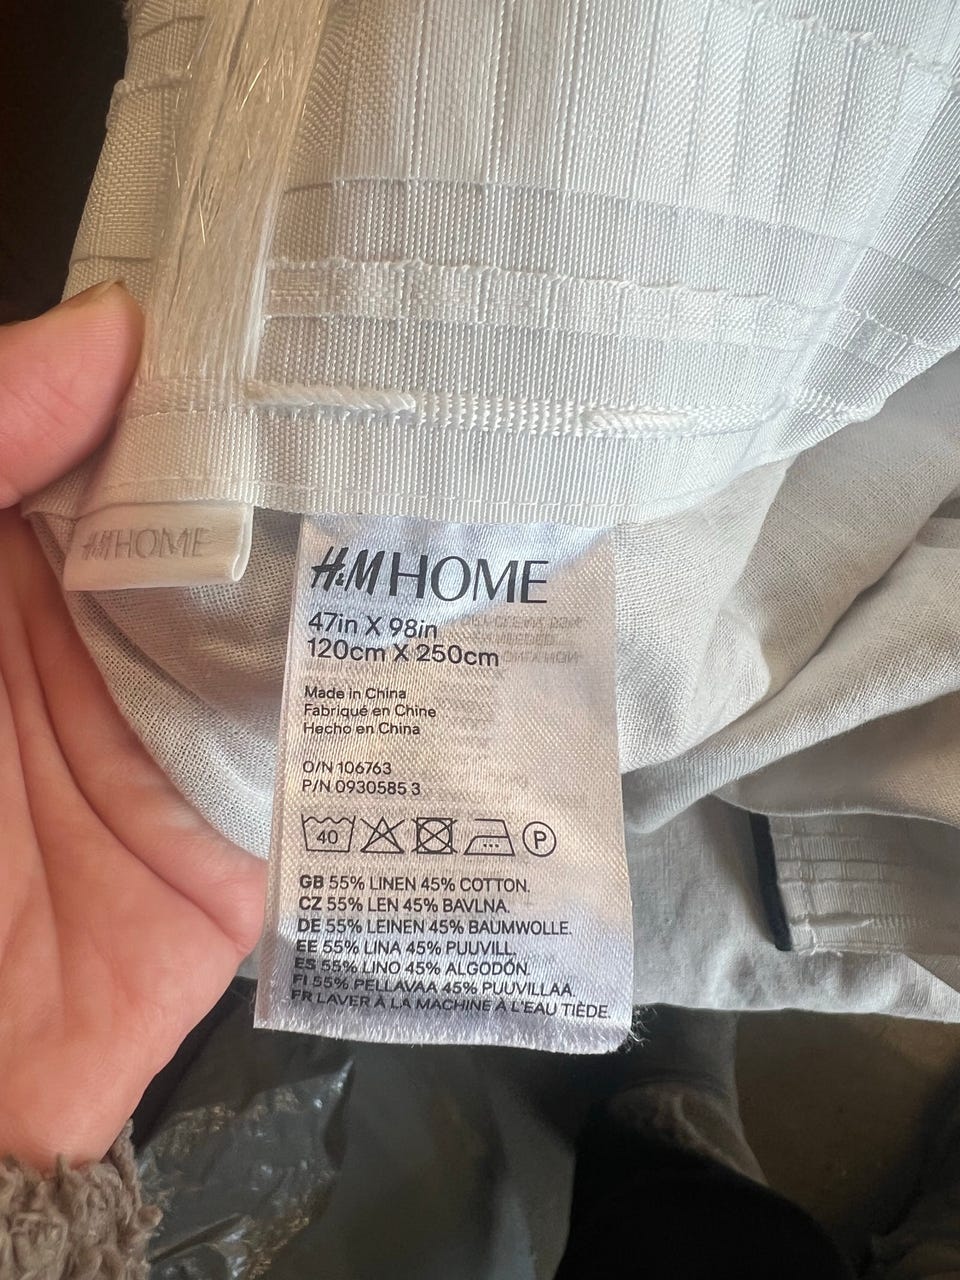 H&M HOME
H&M HOME
47in X 98in
120cm X 250cm
Made in China
Fabriqué en Chine
Hecho en China
O/N 106763
P/N 0930585 3
40
P
GB 55% LINEN 45% COTTON.
CZ 55% LEN 45% BAVLNA.
DE 55% LEINEN 45% BAUMWOLLE.
EE 55% LINA 45% PUUVILL.
ES 55% LINO 45% ALGODÓN.
FI 55% PELLAVAA 45% PUUVILLAA.
FR LAVER À LA MACHINE À L'EAU TIÈDE.